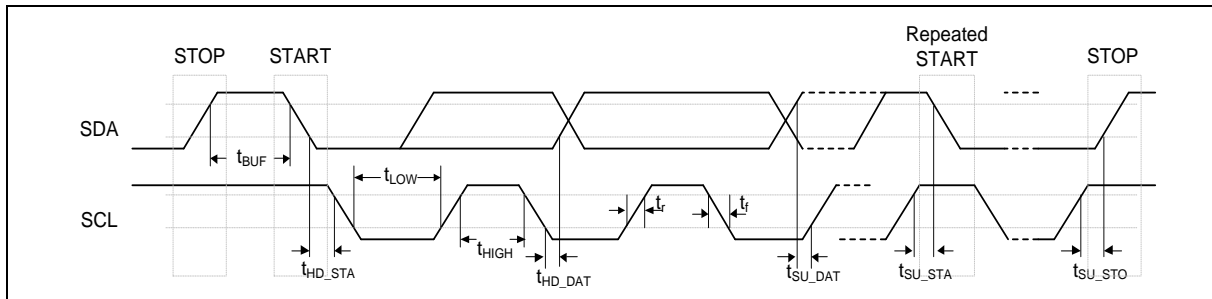 STOP
START
Repeated
START
STOP
SDA
tBUF
tLOW
SCL
tr
tf
tHD_STA
tHIGH
tHD_DAT
tSU_DAT
tSU_STA
tSU_STO